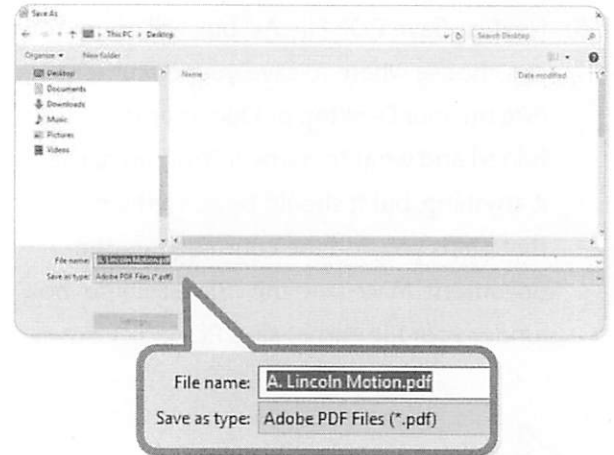 Save As
This PC > Desktop
Search Desktop
Organize New folder
Desktop
Documents
Downloads
Music
Pictures
Videos
Name
Date modified
File name: A. Lincoln Motion.pdf
Save as type: Adobe PDF Files (*.pdf)
File name: A. Lincoln Motion.pdf
Save as type: Adobe PDF Files (*.pdf)